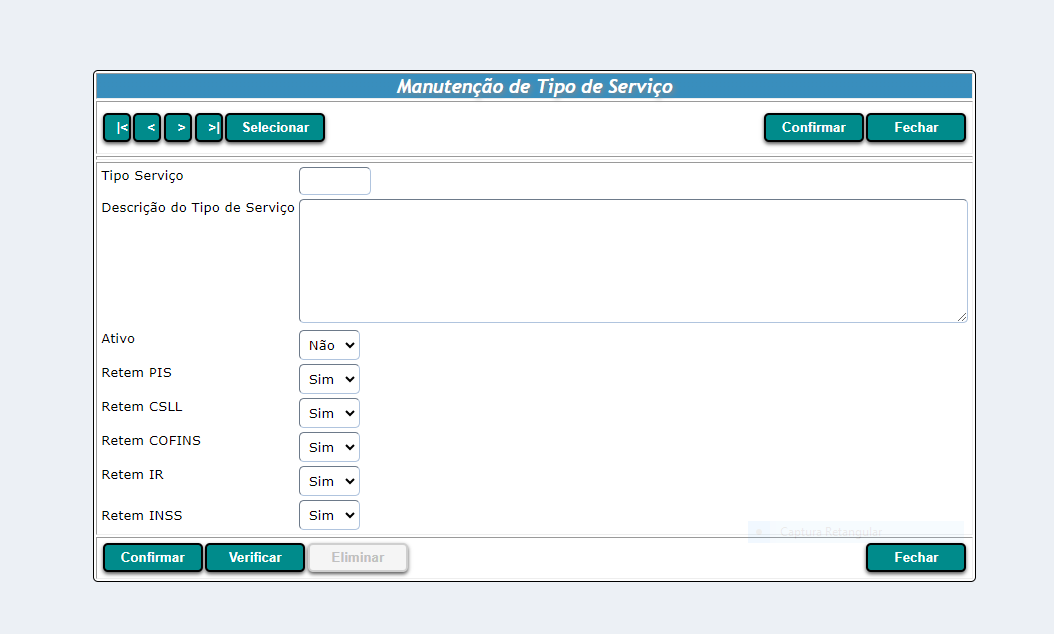 Manutenção de Tipo de Serviço
|< < > >| Selecionar Confirmar Fechar
Tipo Serviço
Descrição do Tipo de Serviço
Ativo Não
Retem PIS Sim
Retem CSLL Sim
Retem COFINS Sim
Retem IR Sim
Retem INSS Sim
Captura Retangular
Confirmar Verificar Eliminar Fechar